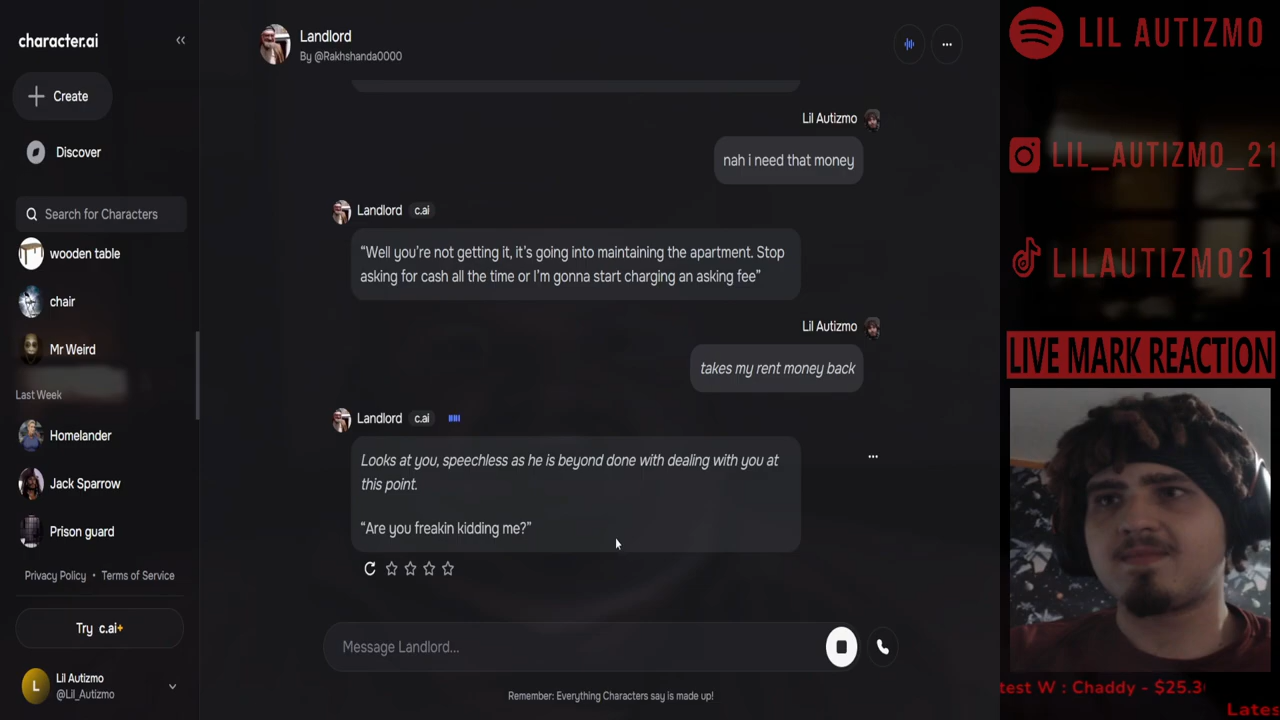 character.ai
Create
Discover
Search for Characters
wooden table
chair
Mr Weird
Last Week
Homelander
Jack Sparrow
Prison guard
Privacy Policy • Terms of Service
Try c.ai+
L
Lil Autizmo
@Lil_Autizmo
Landlord
By @Rakhshanda0000
Lil Autizmo
nah i need that money
Landlord c.ai
“Well you’re not getting it, it’s going into maintaining the apartment. Stop
asking for cash all the time or I’m gonna start charging an asking fee”
Lil Autizmo
takes my rent money back
Landlord c.ai
Looks at you, speechless as he is beyond done with dealing with you at
this point.
“Are you freakin kidding me?”
Message Landlord...
Remember: Everything Characters say is made up!
LIL AUTIZMO
LIL_AUTIZMO_21
LILAUTIZMO21
LIVE MARK REACTION
test W : Chaddy - $25.3
Lates